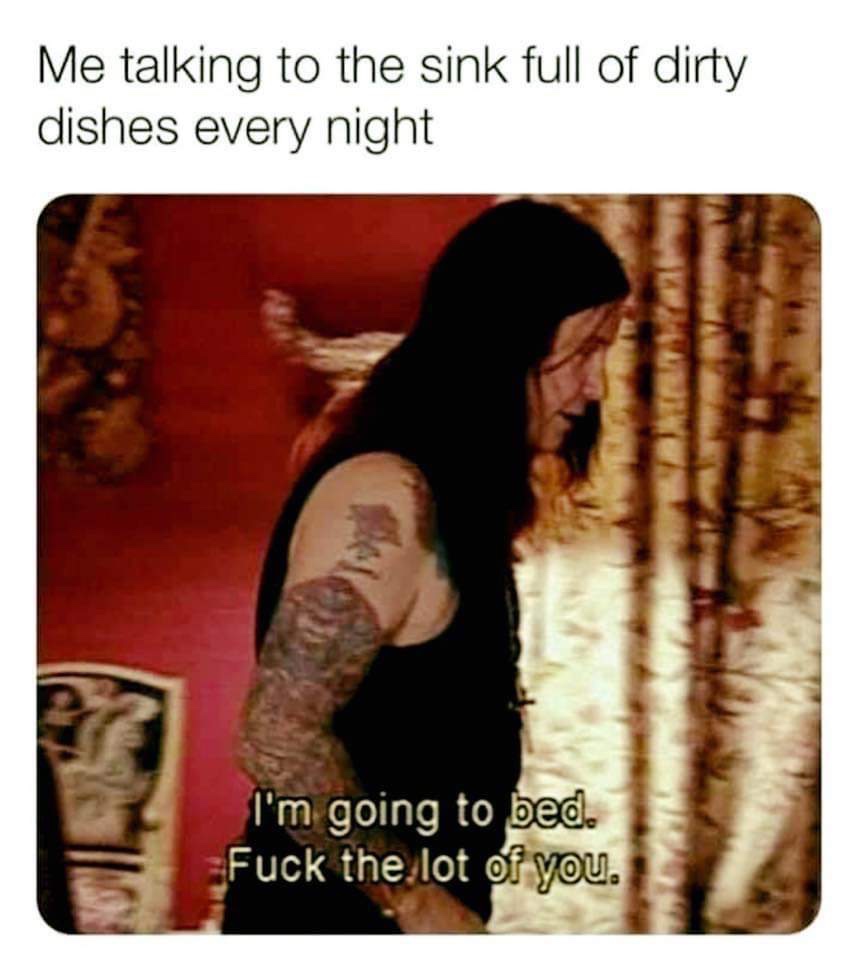 Me talking to the sink full of dirty
dishes every night
I'm going to bed.
Fuck the lot of you.